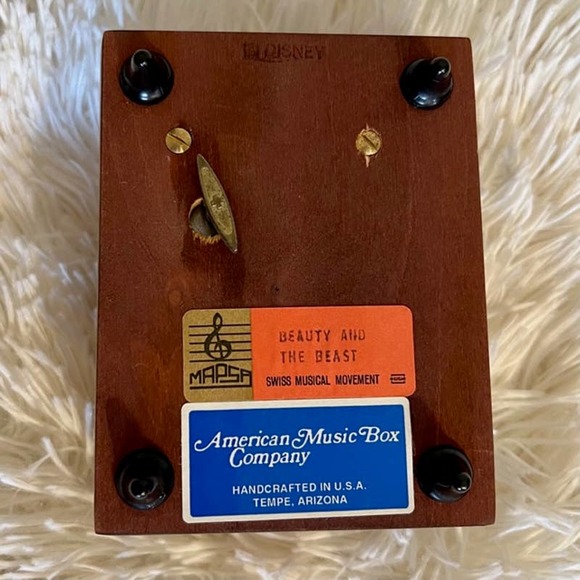 DISNEY
BEAUTY AND
THE BEAST
MAPSA
SWISS MUSICAL MOVEMENT
American Music Box
Company
HANDCRAFTED IN U.S.A.
TEMPE, ARIZONA